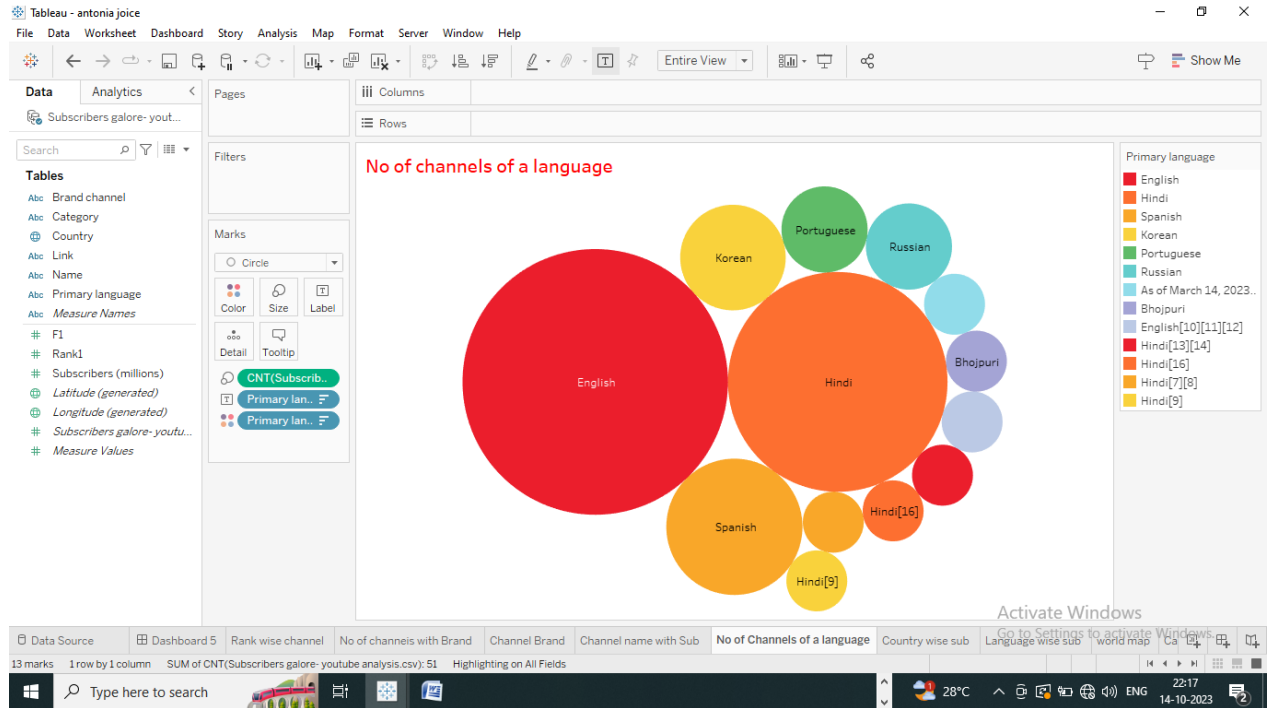 Tableau - antonia joice
File Data Worksheet Dashboard Story Analysis Map Format Server Window Help
Entire View
Show Me
Data Analytics
Subscribers galore- yout...
Search
Tables
Abc Brand channel
Abc Category
Country
Abc Link
Abc Name
Abc Primary language
Abc Measure Names
# F1
# Rank1
# Subscribers (millions)
Latitude (generated)
Longitude (generated)
# Subscribers galore- youtu...
# Measure Values
Pages
Filters
Marks
Circle
Color Size Label
Detail Tooltip
CNT(Subscrib..
Primary lan..
Primary lan..
Columns
Rows
No of channels of a language
Portuguese
Russian
Korean
Bhojpuri
English
Hindi
Hindi[16]
Spanish
Hindi[9]
Primary language
English
Hindi
Spanish
Korean
Portuguese
Russian
As of March 14, 2023..
Bhojpuri
English[10][11][12]
Hindi[13][14]
Hindi[16]
Hindi[7][8]
Hindi[9]
Activate Windows
Go to Settings to activate Windows.
Data Source Dashboard 5 Rank wise channel No of channels with Brand Channel Brand Channel name with Sub No of Channels of a language Country wise sub Language wise sub world map Ca
13 marks 1 row by 1 column SUM of CNT(Subscribers galore- youtube analysis.csv): 51 Highlighting on All Fields
Type here to search
28°C
ENG
22:17
14-10-2023
2